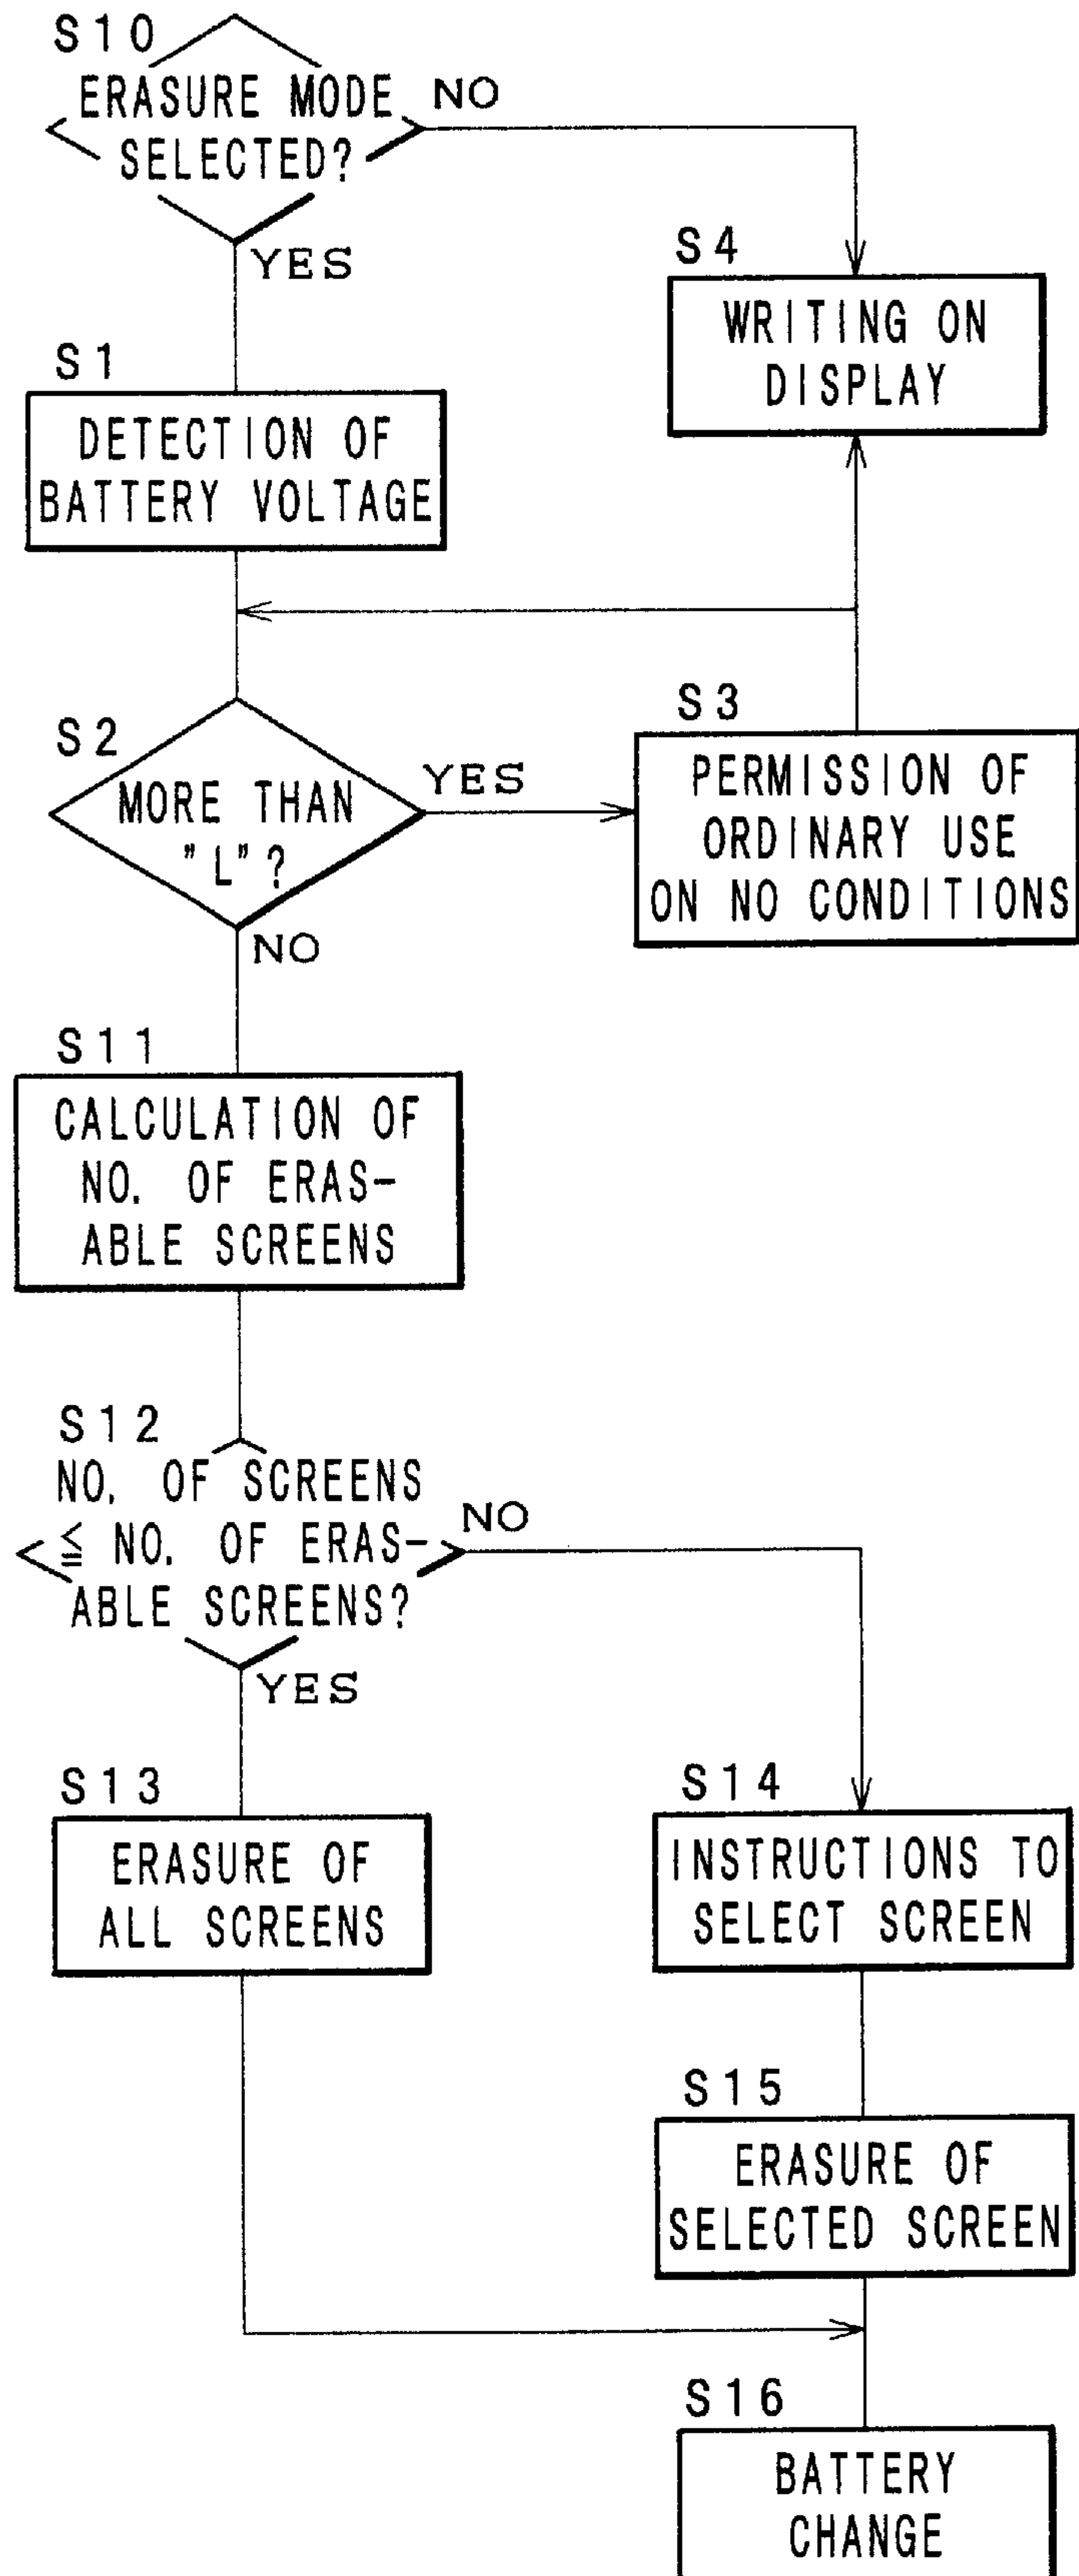 S10
ERASURE MODE
SELECTED?
NO
YES
S4
WRITING ON
DISPLAY
S1
DETECTION OF
BATTERY VOLTAGE
S2
MORE THAN
"L"?
YES
NO
S3
PERMISSION OF
ORDINARY USE
ON NO CONDITIONS
S11
CALCULATION OF
NO. OF ERAS-
ABLE SCREENS
S12
NO. OF SCREENS
≦ NO. OF ERAS-
ABLE SCREENS?
NO
YES
S13
ERASURE OF
ALL SCREENS
S14
INSTRUCTIONS TO
SELECT SCREEN
S15
ERASURE OF
SELECTED SCREEN
S16
BATTERY
CHANGE